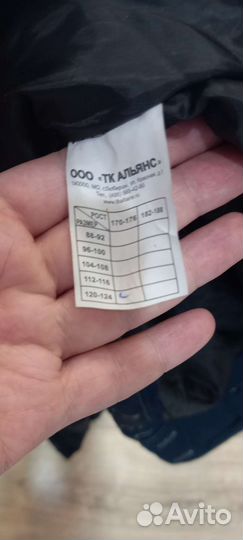 ООО «ТК АЛЬЯНС»
РОСТ
РАЗМЕР
170-176
182-188
88-92
96-100
104-108
112-116
120-124
Avito